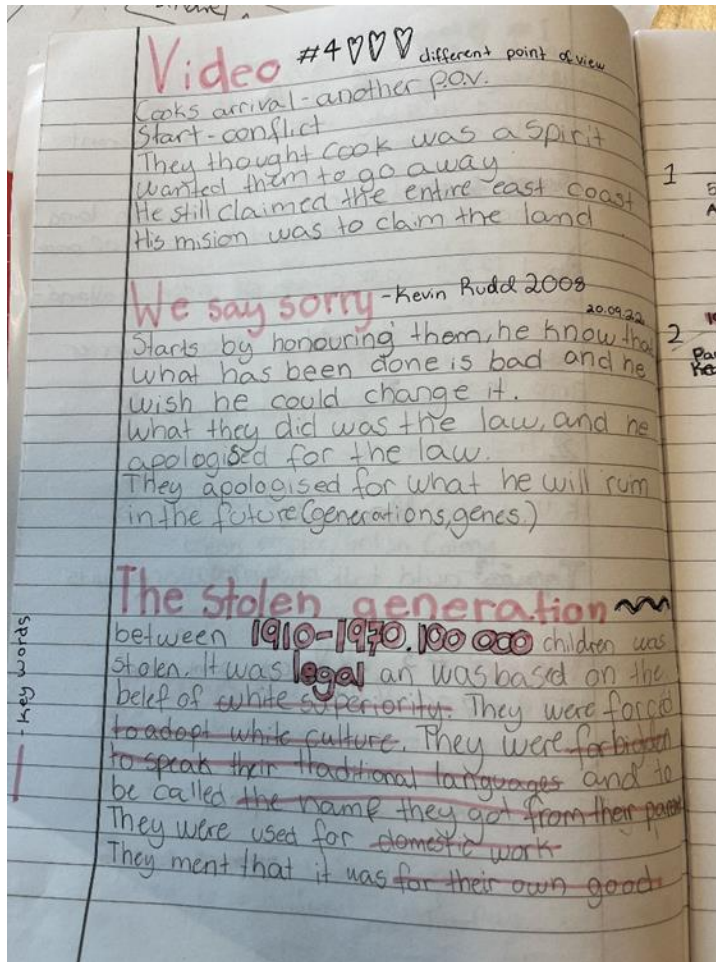 Video #4 ♡♡♡ different point of view
Cooks arrival - another p.o.v.
Start - conflict
They thought cook was a spirit
wanted them to go away
He still claimed the entire east coast
His mision was to claim the land
1
We say sorry - Kevin Rudd 2008
20.09.22
Starts by honouring them, he know that
what has been done is bad and he
wish he could change it.
What they did was the law, and he
apologised for the law.
They apologised for what he will ruin
in the future (generations, genes.)
2
The stolen generation
between 1910-1970. 100 000 children was
stolen. It was legal an was based on the
belef of white superiority. They were forced
to adopt white culture. They were forbidden
to speak their traditional languages and to
be called the name they got from their parent
They were used for domestic work
They ment that it was for their own good
- Key words